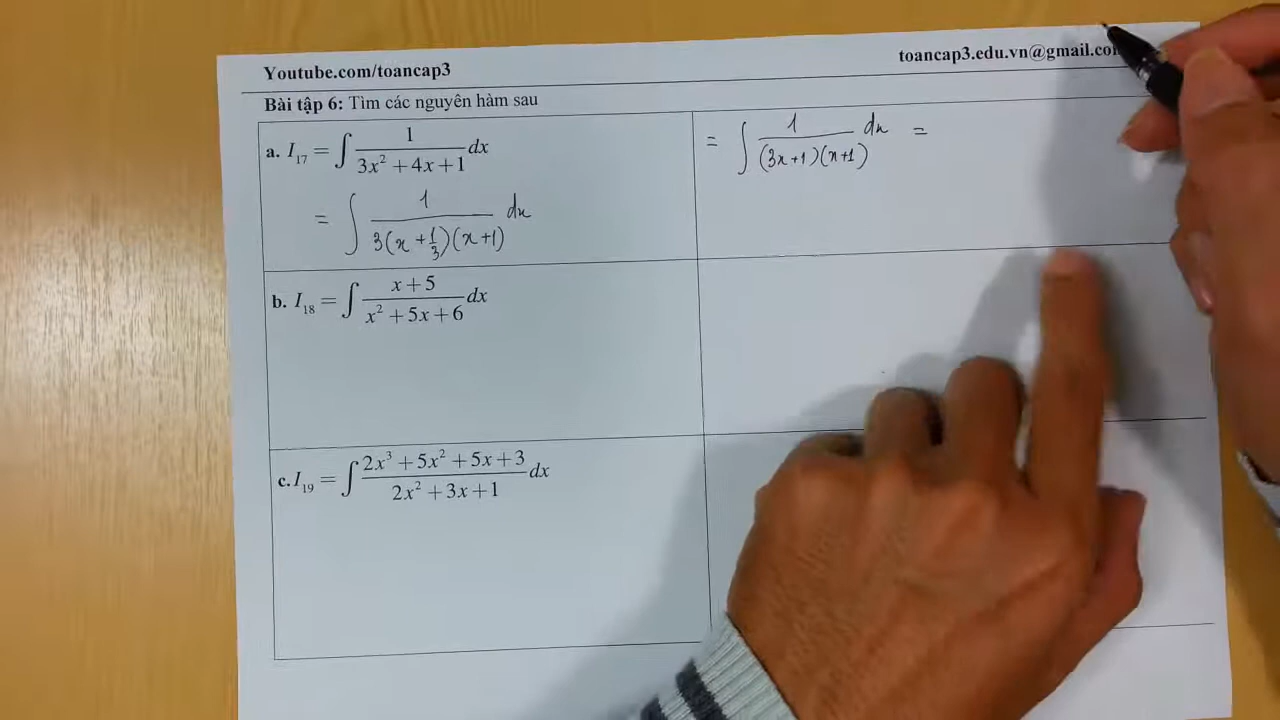 Youtube.com/toancap3
toancap3.edu.vn@gmail.co
Bài tập 6: Tìm các nguyên hàm sau
a. I₁₇ = ∫ 1/(3x² + 4x + 1) dx
= ∫ 1/(3(x + 1/3)(x + 1)) dx
= ∫ 1/((3x + 1)(x + 1)) dx =
b. I₁₈ = ∫ (x + 5)/(x² + 5x + 6) dx
c. I₁₉ = ∫ (2x³ + 5x² + 5x + 3)/(2x² + 3x + 1) dx